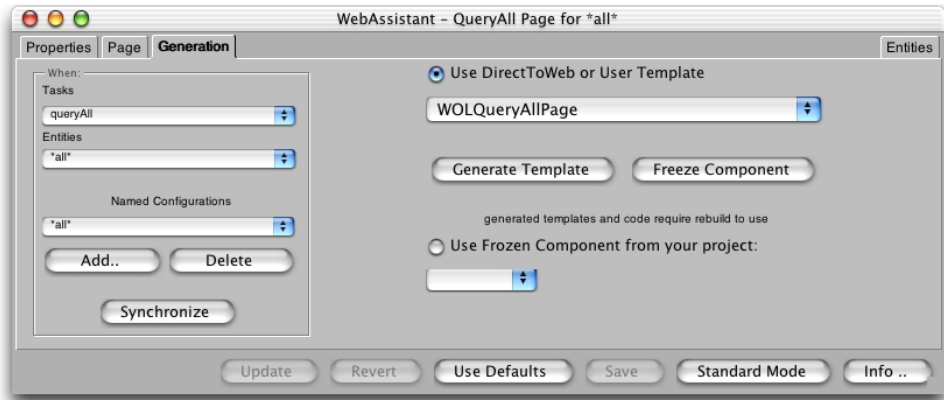 WebAssistant - QueryAll Page for *all*
Properties Page Generation Entities
When:
Tasks
queryAll
Entities
*all*
Named Configurations
*all*
Add.. Delete
Synchronize
Use DirectToWeb or User Template
WOLQueryAllPage
Generate Template Freeze Component
generated templates and code require rebuild to use
Use Frozen Component from your project:
Update Revert Use Defaults Save Standard Mode Info ..